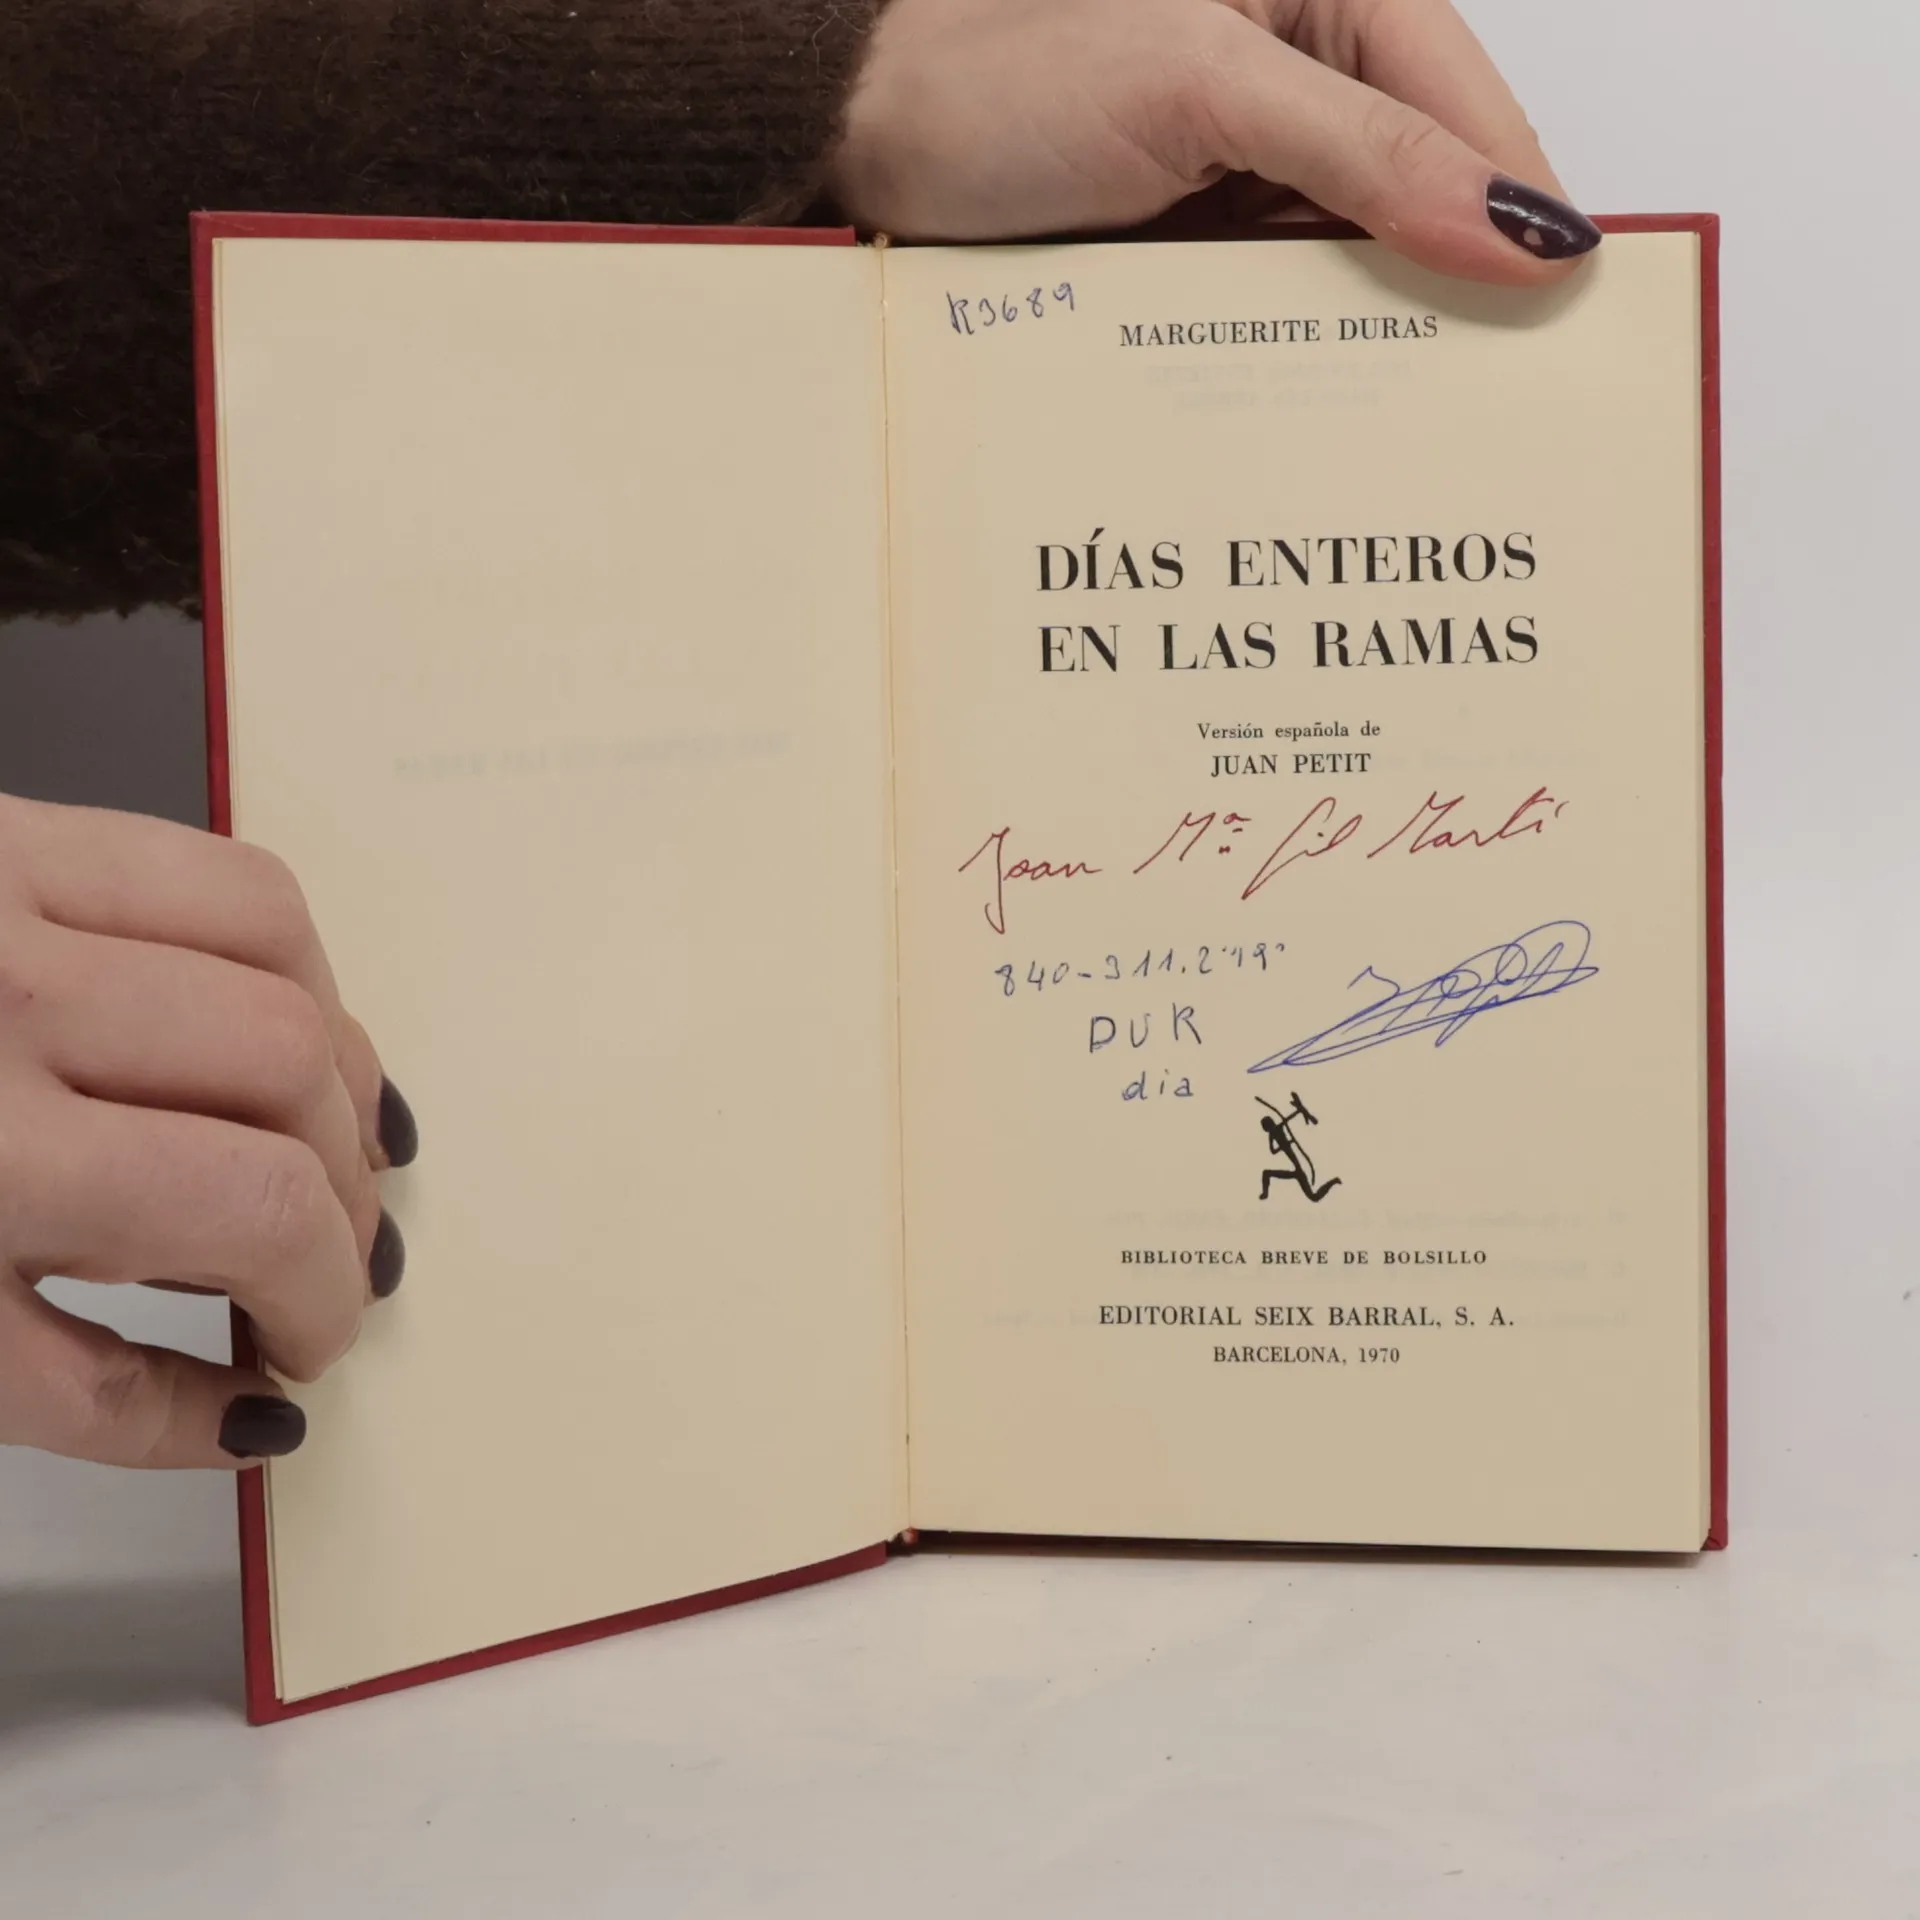 R3689
MARGUERITE DURAS
DÍAS ENTEROS
EN LAS RAMAS
Versión española de
JUAN PETIT
Joan Mª Gil Martí
840-311.2"19"
DUR
dia
BIBLIOTECA BREVE DE BOLSILLO
EDITORIAL SEIX BARRAL, S. A.
BARCELONA, 1970